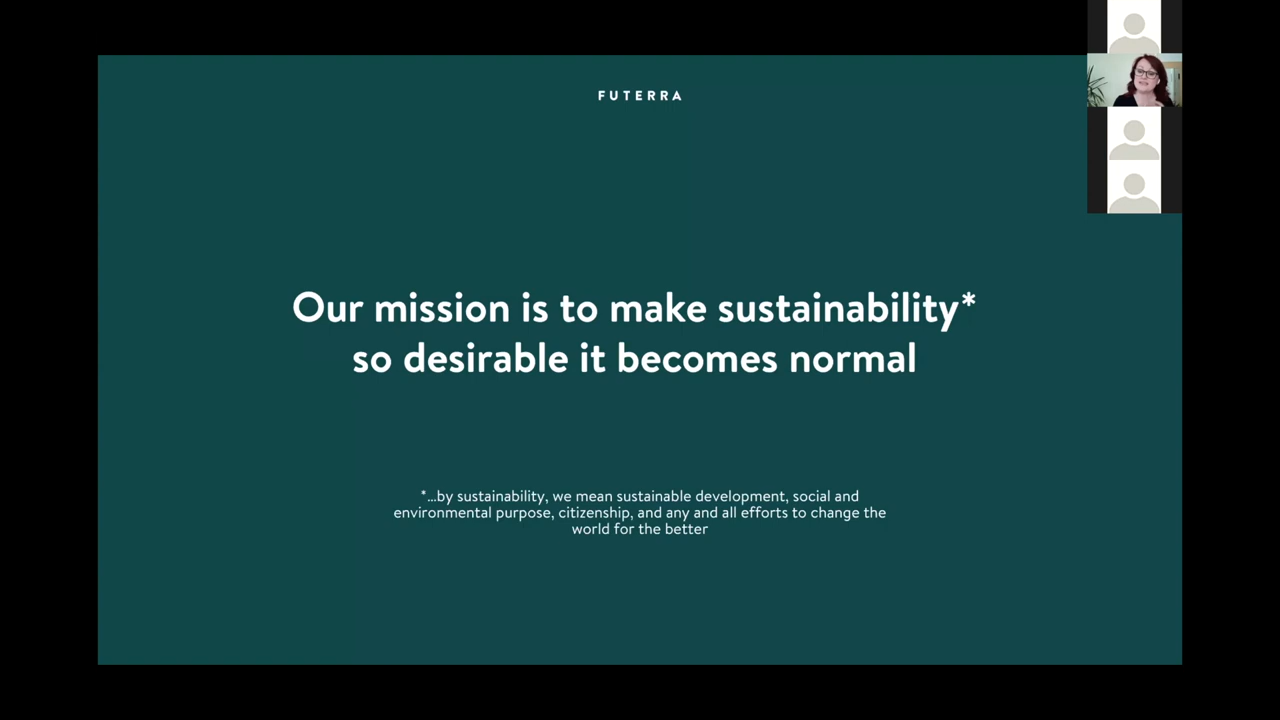 FUTERRA
Our mission is to make sustainability*
so desirable it becomes normal
*...by sustainability, we mean sustainable development, social and
environmental purpose, citizenship, and any and all efforts to change the
world for the better